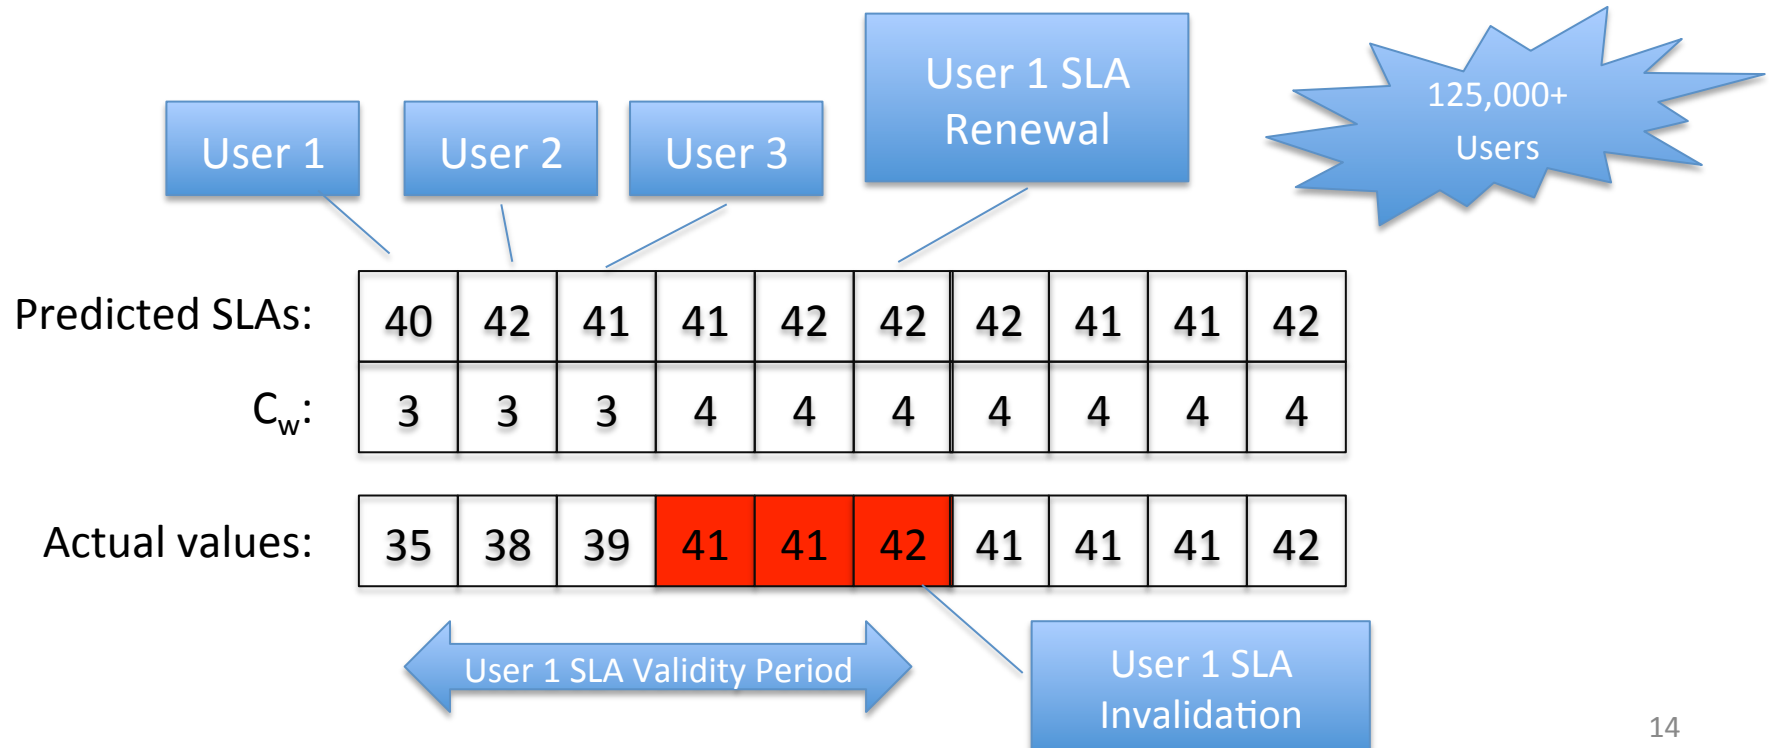 User 1 SLA
Renewal
125,000+
Users
User 1
User 2
User 3
Predicted SLAs: 40 42 41 41 42 42 42 41 41 42
Cw: 3 3 3 4 4 4 4 4 4 4
Actual values: 35 38 39 41 41 42 41 41 41 42
User 1 SLA Validity Period
User 1 SLA
Invalidation
14